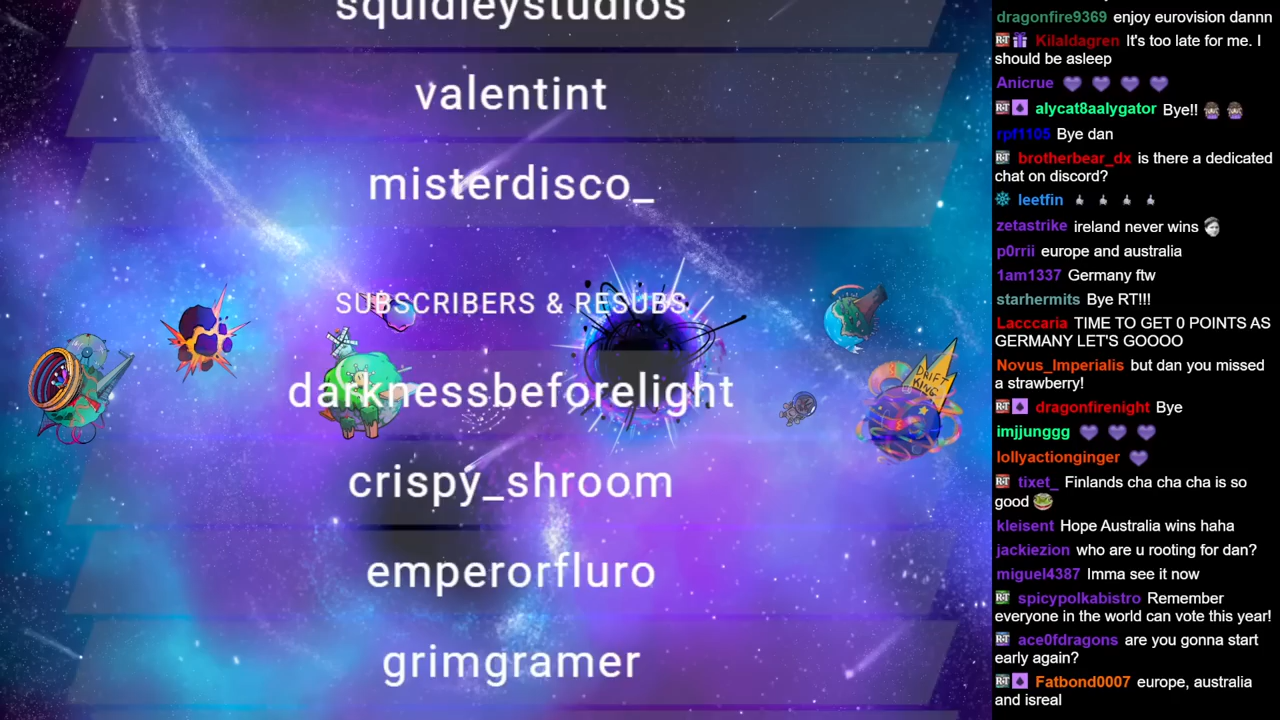 squidleystudios
valentint
misterdisco_
SUBSCRIBERS & RESUBS
darknessbeforelight
DRIFT
KING
crispy_shroom
emperorfluro
grimgramer
dragonfire9369 enjoy eurovision dannn
Kilaldagren It's too late for me. I
should be asleep
Anicrue
alycat8aalygator Bye!!
rpf1105 Bye dan
brotherbear_dx is there a dedicated
chat on discord?
leetfin
zetastrike ireland never wins
p0rrii europe and australia
1am1337 Germany ftw
starhermits Bye RT!!!
Lacccaria TIME TO GET 0 POINTS AS
GERMANY LET'S GOOOO
Novus_Imperialis but dan you missed
a strawberry!
dragonfirenight Bye
imjjunggg
lollyactionginger
tixet_ Finlands cha cha cha is so
good
kleisent Hope Australia wins haha
jackiezion who are u rooting for dan?
miguel4387 Imma see it now
spicypolkabistro Remember
everyone in the world can vote this year!
ace0fdragons are you gonna start
early again?
Fatbond0007 europe, australia
and isreal